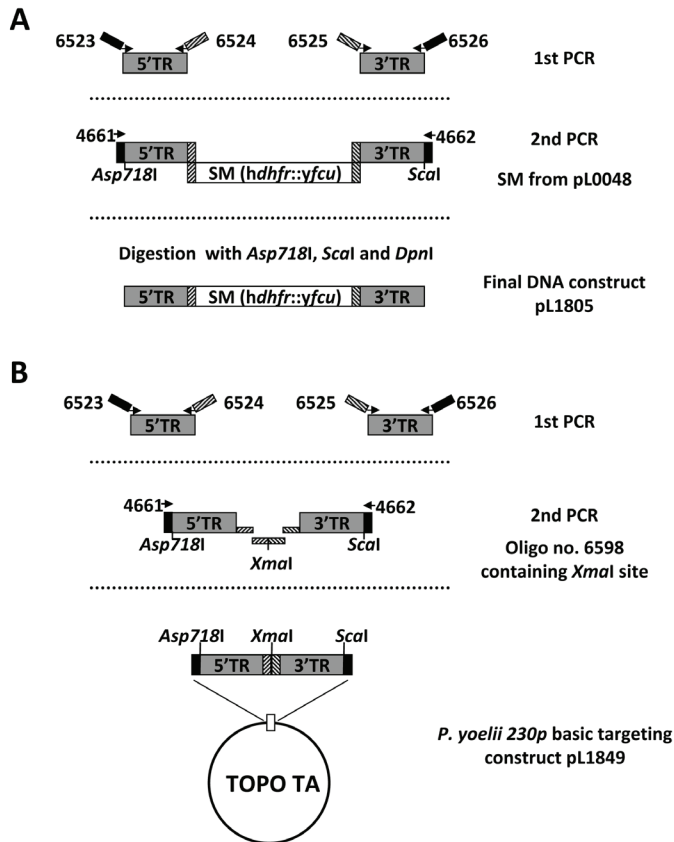 A
6523 6524 6525 6526
5'TR 3'TR 1st PCR
4661 4662 2nd PCR
5'TR SM (hdhfr::yfcu) 3'TR
Asp718I ScaI SM from pL0048
Digestion with Asp718I, ScaI and DpnI
5'TR SM (hdhfr::yfcu) 3'TR
Final DNA construct
pL1805
B
6523 6524 6525 6526
5'TR 3'TR 1st PCR
4661 4662 2nd PCR
5'TR 3'TR
Asp718I XmaI ScaI
Oligo no. 6598
containing XmaI site
Asp718I XmaI ScaI
5'TR 3'TR
P. yoelii 230p basic targeting
construct pL1849
TOPO TA